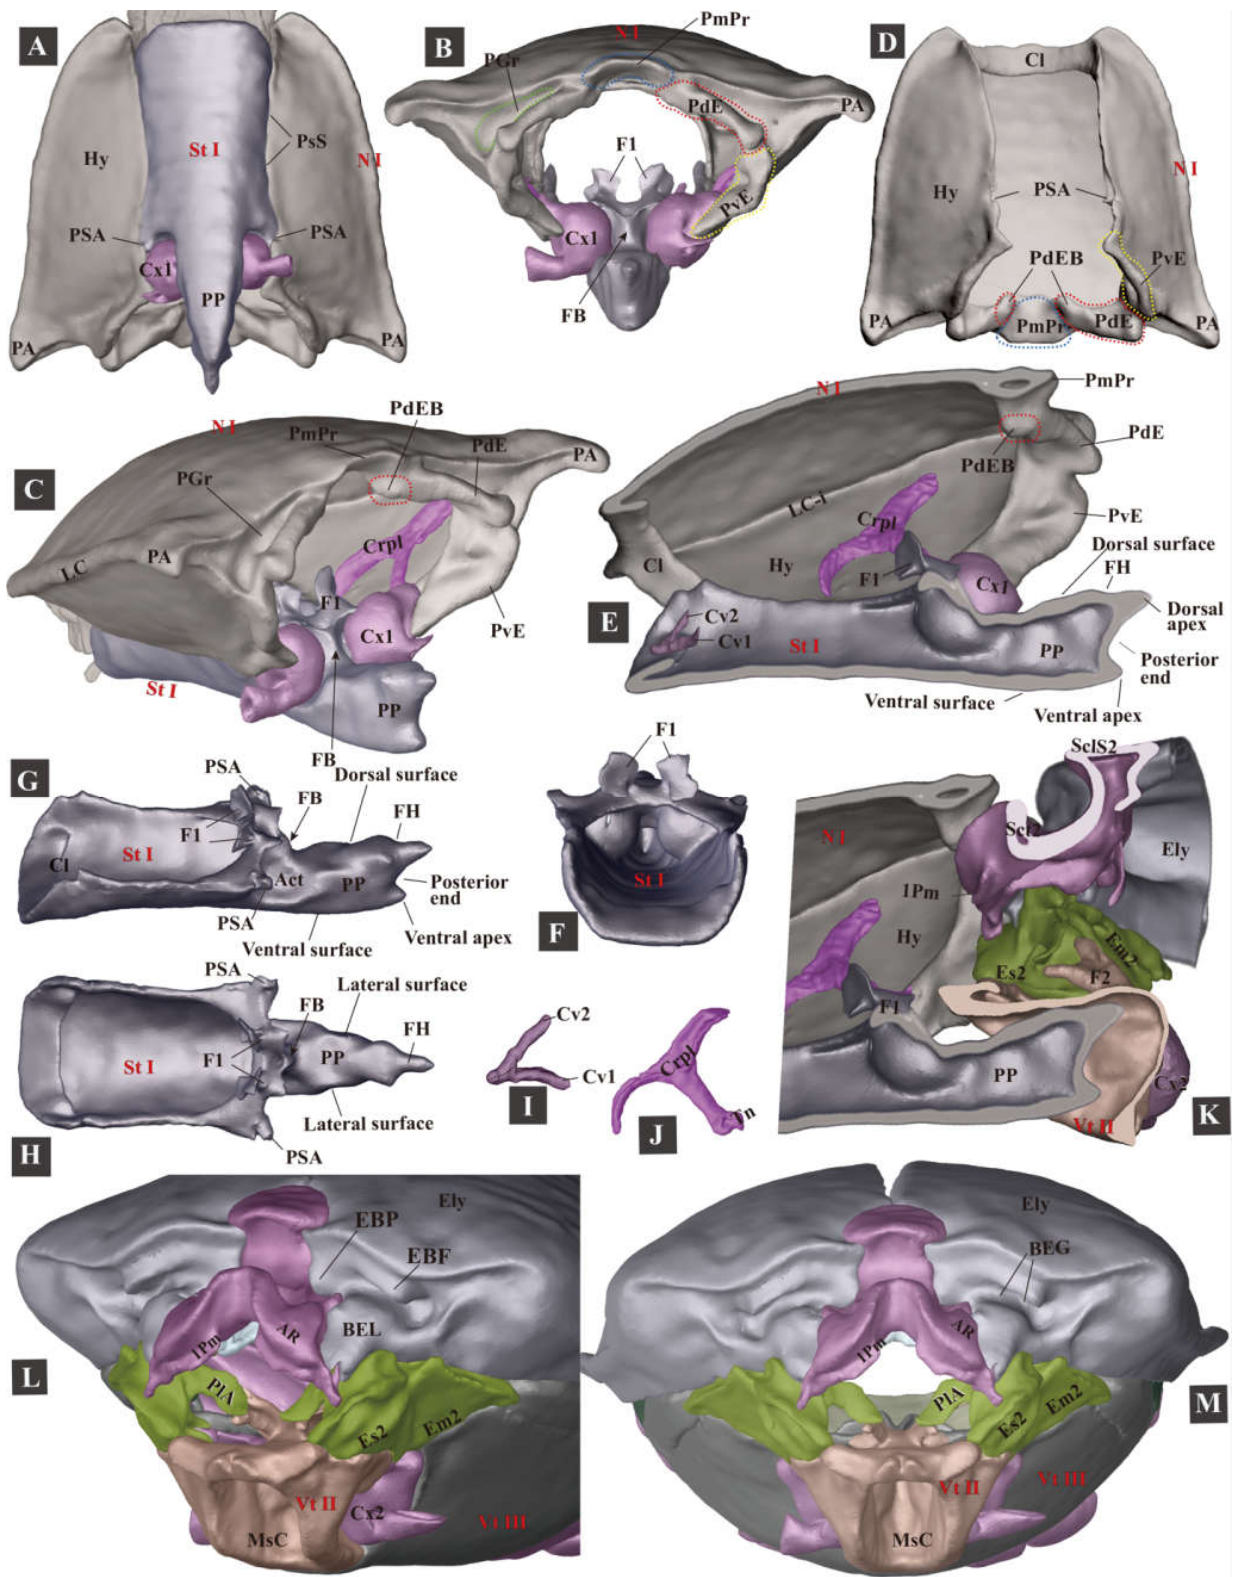 A
Hy
St I
PsS
N I
PSA
PSA
Cx1
PP
PA
PA
B
N I
PmPr
PGr
PdE
PA
F1
PvE
Cx1
FB
D
Cl
N I
Hy
PSA
PdEB
PvE
PA
PmPr
PdE
PA
C
N I
PdEB
PmPr
PdE
PA
PGr
LC
PA
Crpl
F1
Cx1
PvE
St I
PP
FB
E
N I
PmPr
PdE
PdEB
LC-i
Crpl
PvE
Cl
Hy
F1
Dorsal surface
FH
Cx1
Dorsal
apex
Cv2
Cv1
St I
PP
Posterior
end
Ventral surface
Ventral apex
G
PSA
Dorsal surface
FB
FH
F1
St I
Cl
Act
PP
Posterior
end
PSA
Ventral apex
Ventral surface
F1
St I
F
SclS2
N I
Scl2
Ely
1Pm
Hy
Em2
Es2
F2
F1
PP
Cx2
Vt II
K
PSA
Lateral surface
FB
FH
St I
F1
PP
Lateral surface
H
PSA
Cv2
Cv1
I
Crpl
Tn
J
Ely
EBP
EBF
AR
BEL
1Pm
L
PlA
Es2
Em2
Vt II
Cx2
MsC
Vt III
Ely
BEG
AR
1Pm
PlA
Es2
Em2
M
Vt II
Vt III
MsC